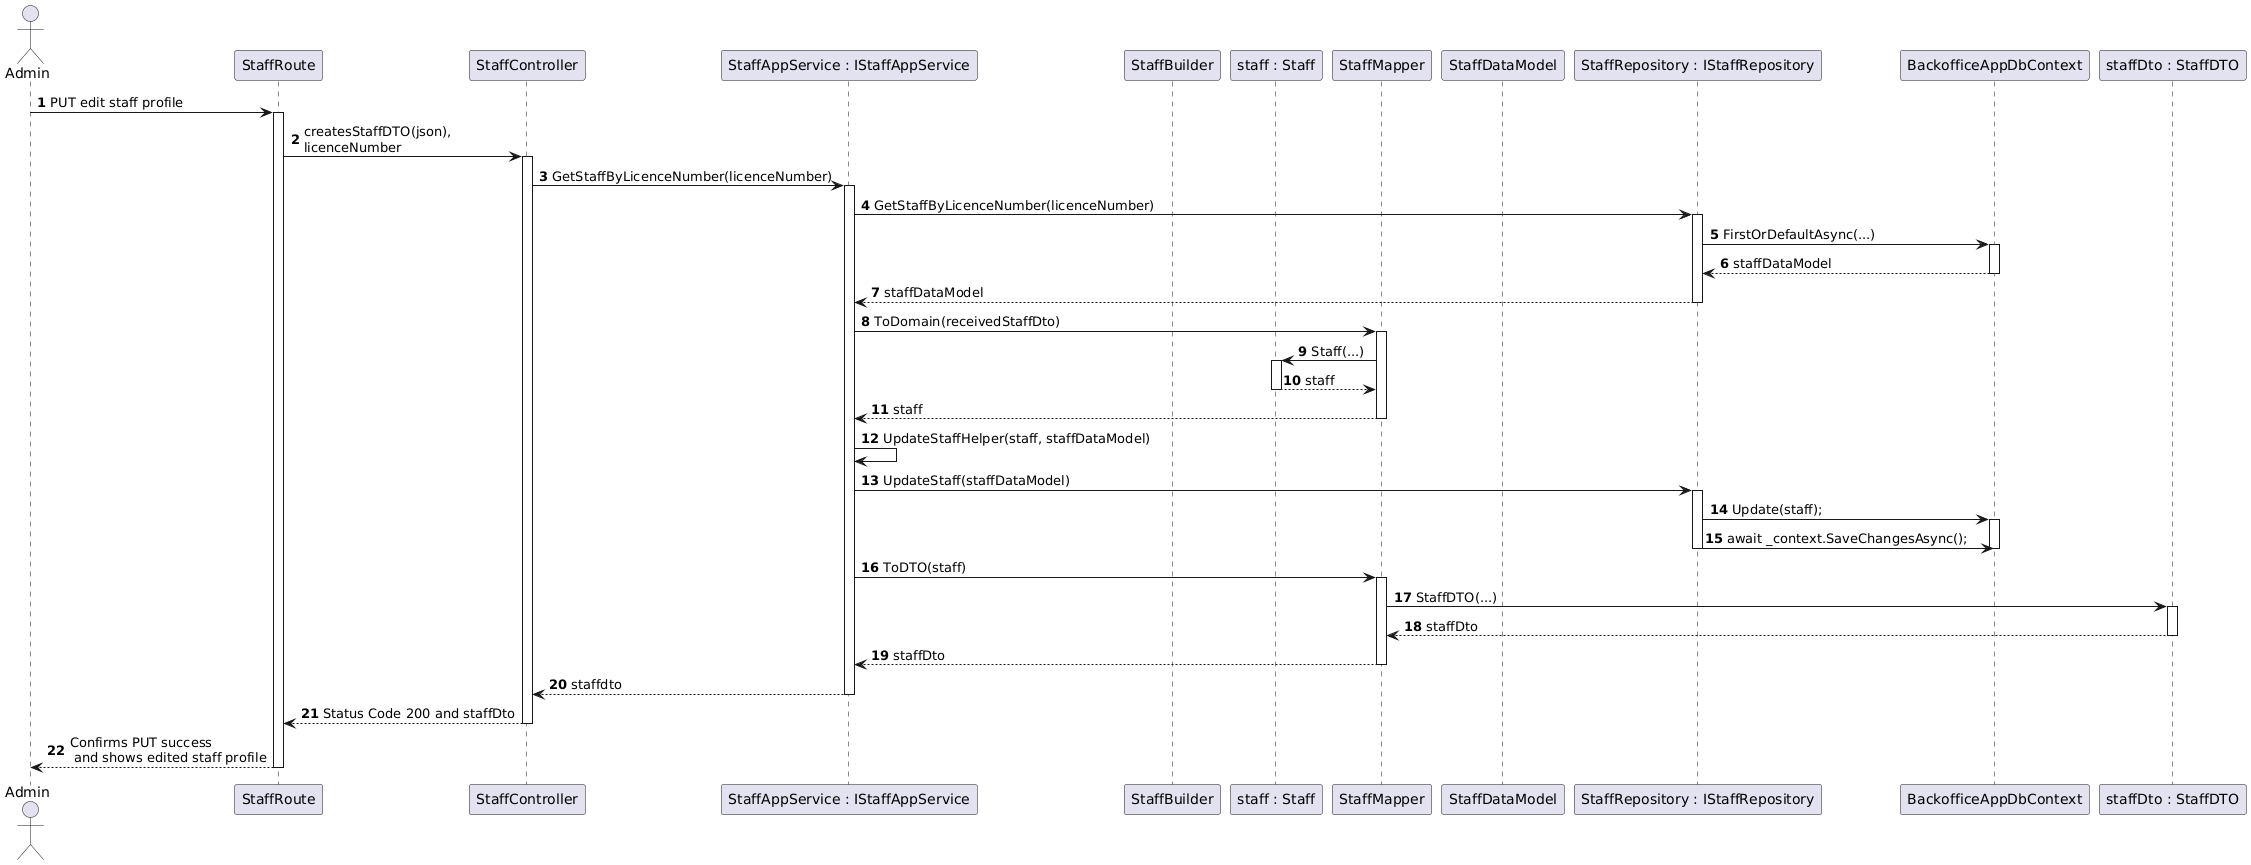 Admin
StaffRoute
StaffController
StaffAppService : IStaffAppService
StaffBuilder
staff : Staff
StaffMapper
StaffDataModel
StaffRepository : IStaffRepository
BackofficeAppDbContext
staffDto : StaffDTO
1 PUT edit staff profile
2 createsStaffDTO(json),
licenceNumber
3 GetStaffByLicenceNumber(licenceNumber)
4 GetStaffByLicenceNumber(licenceNumber)
5 FirstOrDefaultAsync(...)
6 staffDataModel
7 staffDataModel
8 ToDomain(receivedStaffDto)
9 Staff(...)
10 staff
11 staff
12 UpdateStaffHelper(staff, staffDataModel)
13 UpdateStaff(staffDataModel)
14 Update(staff);
15 await _context.SaveChangesAsync();
16 ToDTO(staff)
17 StaffDTO(...)
18 staffDto
19 staffDto
20 staffdto
21 Status Code 200 and staffDto
22 Confirms PUT success
and shows edited staff profile
Admin
StaffRoute
StaffController
StaffAppService : IStaffAppService
StaffBuilder
staff : Staff
StaffMapper
StaffDataModel
StaffRepository : IStaffRepository
BackofficeAppDbContext
staffDto : StaffDTO